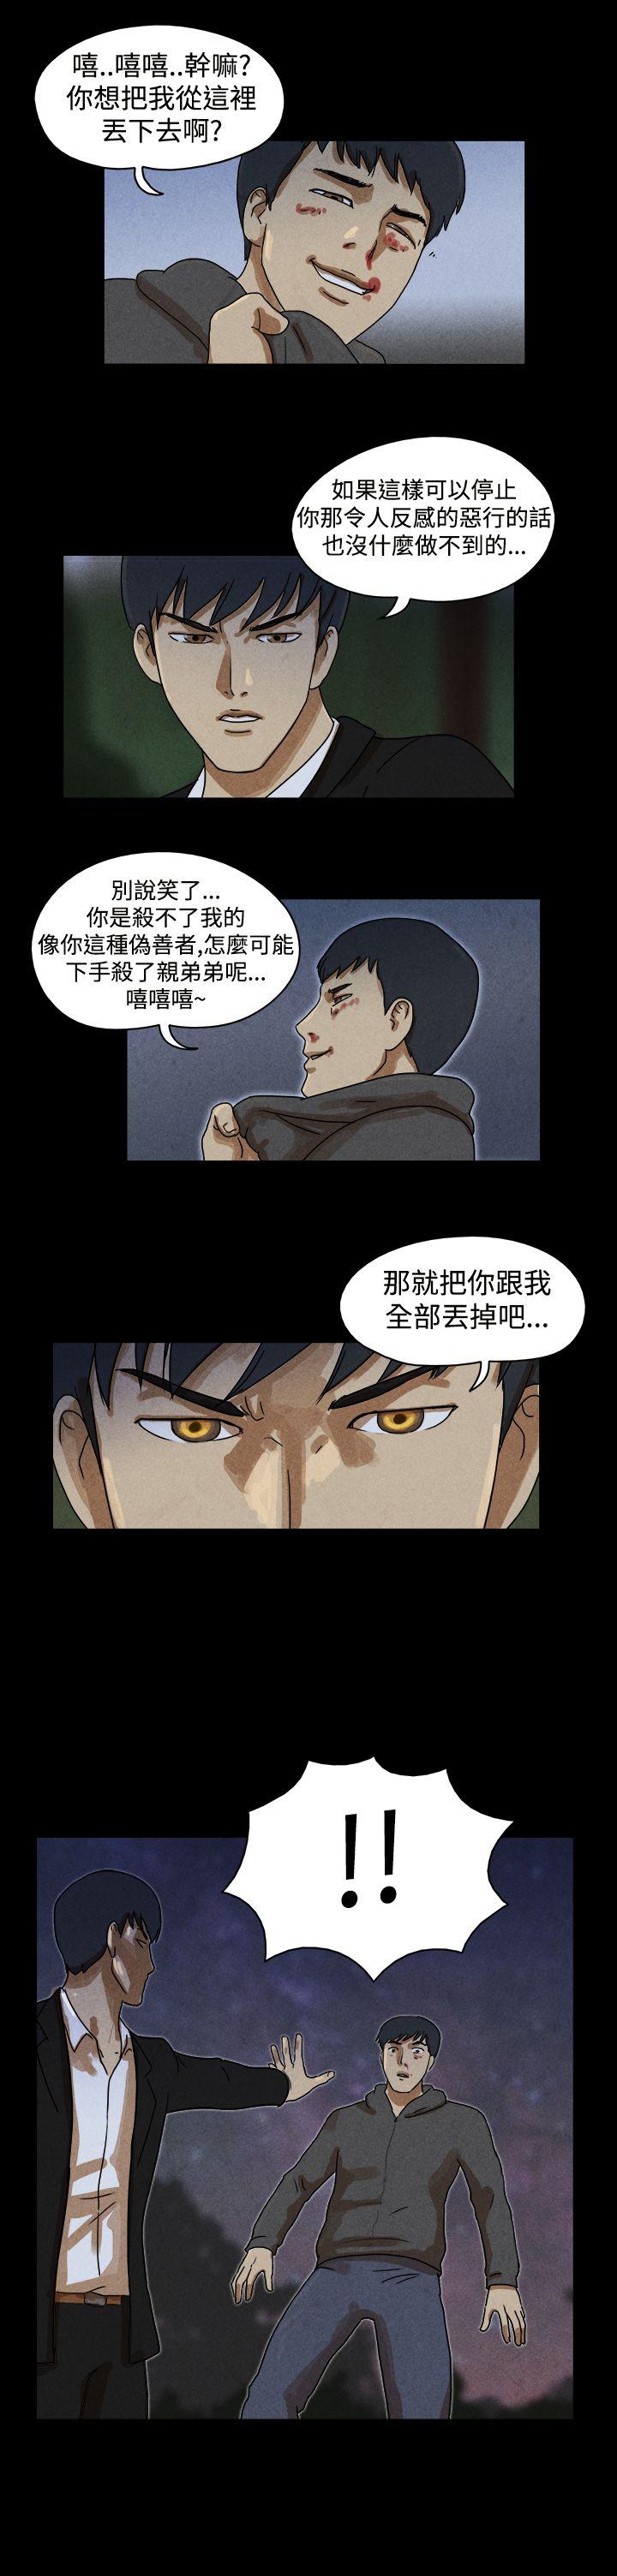 嘻..嘻嘻..幹嘛?
你想把我從這裡
丟下去啊?
如果這樣可以停止
你那令人反感的惡行的話
也沒什麼做不到的...
別說笑了...
你是殺不了我的
像你這種偽善者,怎麼可能
下手殺了親弟弟呢...
嘻嘻嘻~
那就把你跟我
全部丟掉吧...
!!